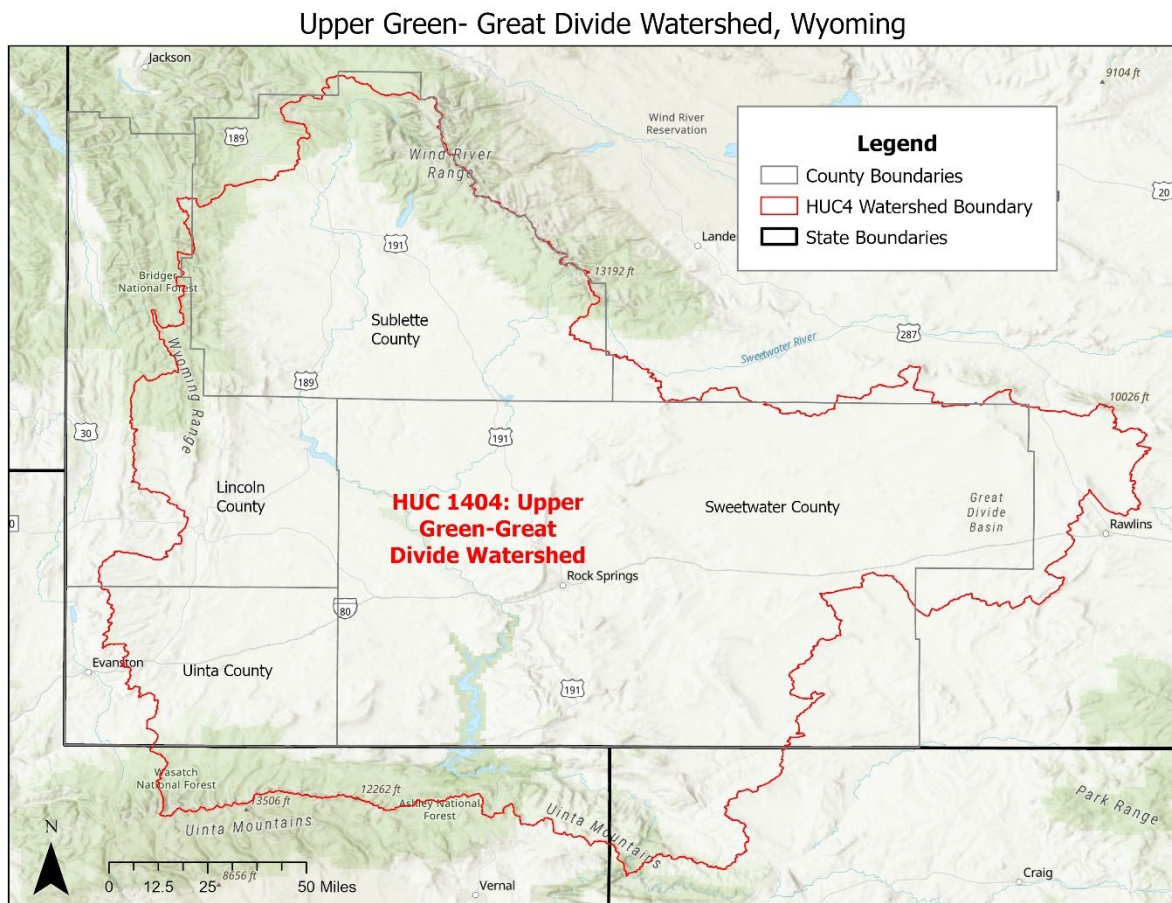 Upper Green- Great Divide Watershed, Wyoming
Jackson
9104 ft
Wind River
Reservation
Legend
County Boundaries
HUC4 Watershed Boundary
State Boundaries
189
Wind River
Range
20
191
Lande
13192 ft
Bridger
National Forest
Sublette
County
287
Sweetwater River
Wyoming Range
189
10026 ft
30
191
Lincoln
County
HUC 1404: Upper
Green-Great
Divide Watershed
Sweetwater County
Great
Divide
Basin
Rawlins
Rock Springs
80
Evanston
Uinta County
191
Wasatch
National Forest
13506 ft
12262 ft
Ashley National
Forest
Uinta Mountains
Uinta Mountains
Park Range
N
0 12.5 25 50 Miles
8656 ft
Vernal
Craig